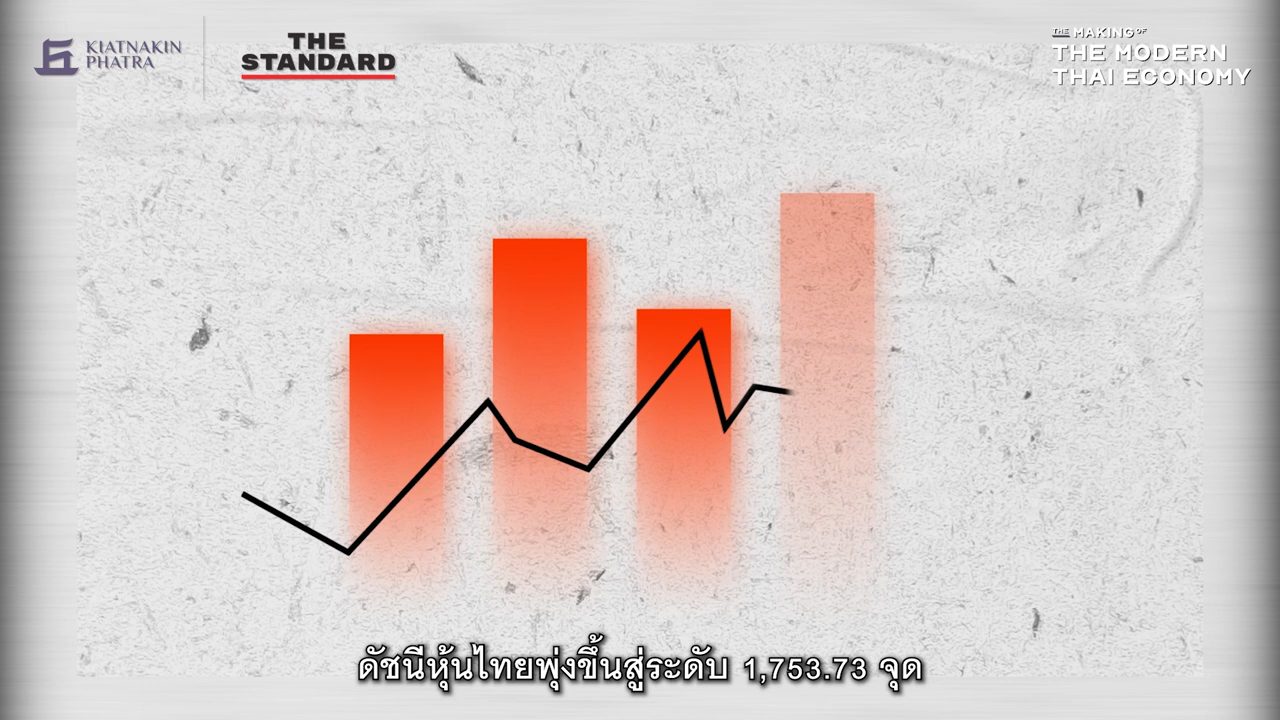 KIATNAKIN
PHATRA
THE
STANDARD
THE MAKING OF
THE MODERN
THAI ECONOMY
ดัชนีหุ้นไทยพุ่งขึ้นสู่ระดับ 1,753.73 จุด